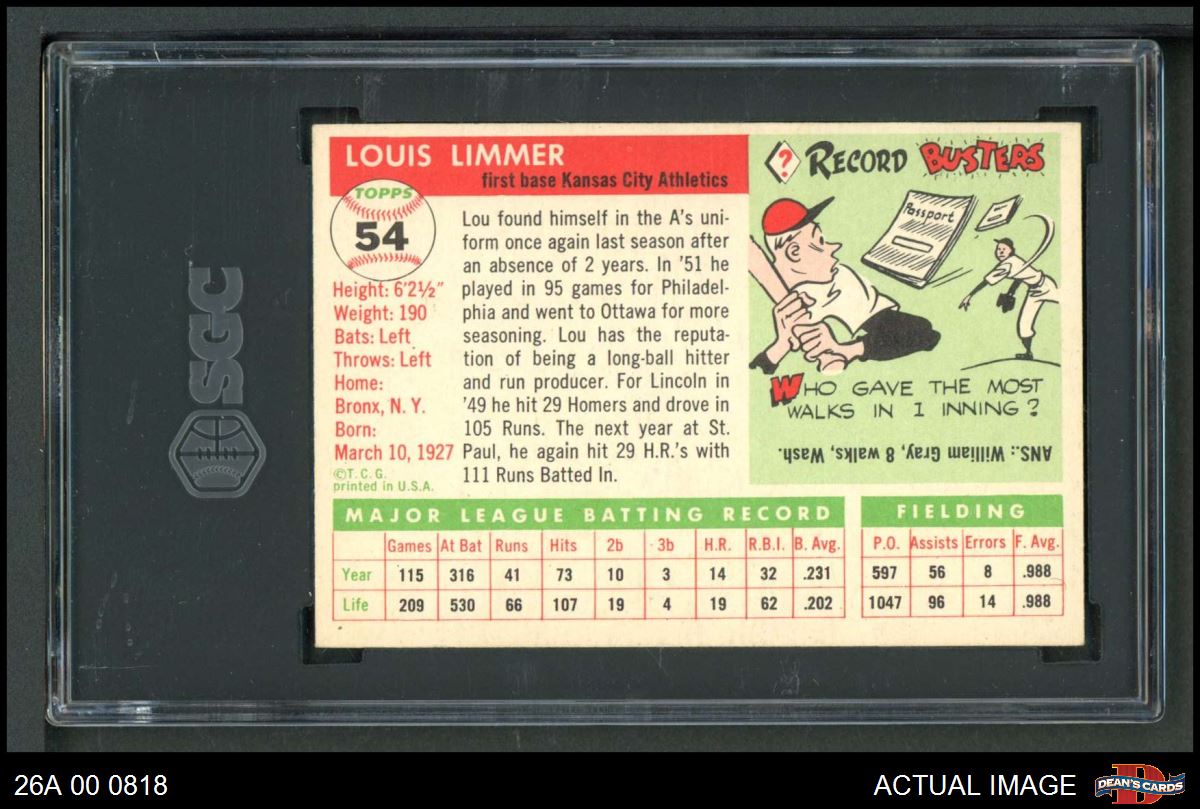 SGC
LOUIS LIMMER
first base Kansas City Athletics
TOPPS
54
Height: 6'2½"
Weight: 190
Bats: Left
Throws: Left
Home:
Bronx, N. Y.
Born:
March 10, 1927
©T. C. G.
printed in U.S.A.
Lou found himself in the A's uni-
form once again last season after
an absence of 2 years. In '51 he
played in 95 games for Philadel-
phia and went to Ottawa for more
seasoning. Lou has the reputa-
tion of being a long-ball hitter
and run producer. For Lincoln in
'49 he hit 29 Homers and drove in
105 Runs. The next year at St.
Paul, he again hit 29 H.R.'s with
111 Runs Batted In.
? RECORD BUSTERS
Passport
WHO GAVE THE MOST
WALKS IN 1 INNING?
ANS.: William Gray, 8 walks, Wash.
MAJOR LEAGUE BATTING RECORD
Games At Bat Runs Hits 2b 3b H.R. R.B.I. B. Avg.
Year 115 316 41 73 10 3 14 32 .231
Life 209 530 66 107 19 4 19 62 .202
FIELDING
P.O. Assists Errors F. Avg.
597 56 8 .988
1047 96 14 .988
26A 00 0818
ACTUAL IMAGE
D
DEAN'S CARDS